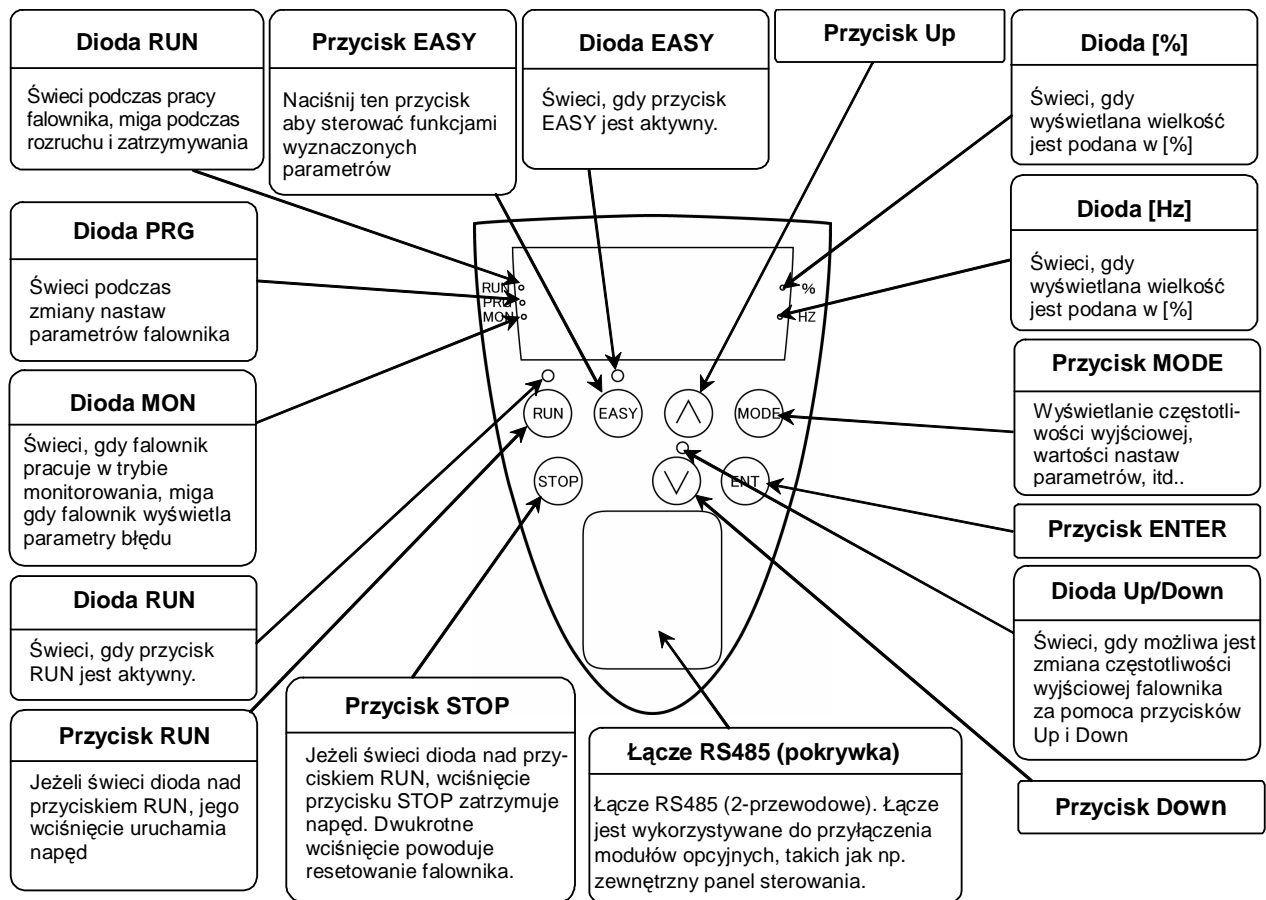 Dioda RUN
Świeci podczas pracy
falownika, miga podczas
rozruchu i zatrzymywania
Przycisk EASY
Naciśnij ten przycisk
aby sterować funkcjami
wyznaczonych
parametrów
Dioda EASY
Świeci, gdy przycisk
EASY jest aktywny.
Przycisk Up
Dioda [%]
Świeci, gdy
wyświetlana wielkość
jest podana w [%]
Dioda PRG
Świeci podczas
zmiany nastaw
parametrów falownika
Dioda [Hz]
Świeci, gdy
wyświetlana wielkość
jest podana w [%]
RUN
PRG
MON
%
HZ
RUN
EASY
MODE
STOP
ENT
Dioda MON
Świeci, gdy falownik
pracuje w trybie
monitorowania, miga
gdy falownik wyświetla
parametry błędu
Przycisk MODE
Wyświetlanie częstotli-
wości wyjściowej,
wartości nastaw
parametrów, itd..
Przycisk ENTER
Dioda RUN
Świeci, gdy przycisk
RUN jest aktywny.
Dioda Up/Down
Świeci, gdy możliwa jest
zmiana częstotliwości
wyjściowej falownika
za pomoca przycisków
Up i Down
Przycisk RUN
Jeżeli świeci dioda nad
przyciskiem RUN, jego
wciśnięcie uruchamia
napęd
Przycisk STOP
Jeżeli świeci dioda nad przy-
ciskiem RUN, wciśnięcie
przycisku STOP zatrzymuje
napęd. Dwukrotne
wciśnięcie powoduje
resetowanie falownika.
Łącze RS485 (pokrywka)
Łącze RS485 (2-przewodowe). Łącze
jest wykorzystywane do przyłączenia
modułów opcyjnych, takich jak np.
zewnętrzny panel sterowania.
Przycisk Down